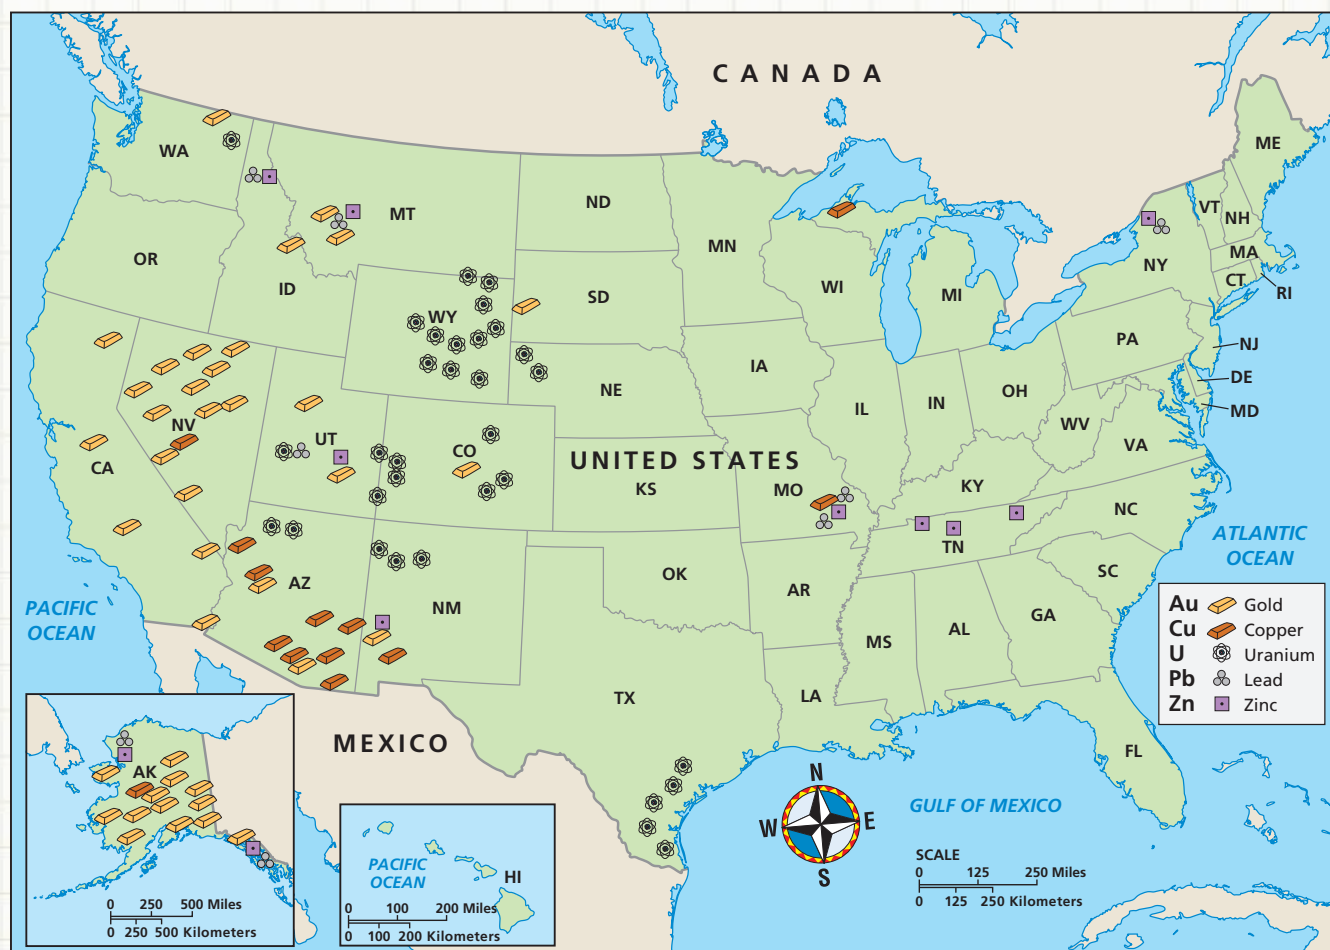 CANADA
WA
MT
ND
ME
VT
NH
MN
OR
MA
NY
ID
CT
WI
MI
RI
SD
WY
PA
NJ
IA
DE
NE
OH
IN
IL
MD
NV
WV
UT
VA
CO
UNITED STATES
CA
KS
MO
KY
NC
ATLANTIC
OCEAN
TN
OK
SC
AZ
AR
NM
PACIFIC
OCEAN
GA
AL
MS
Au Gold
Cu Copper
U Uranium
Pb Lead
Zn Zinc
TX
LA
MEXICO
FL
AK
N
W
E
S
GULF OF MEXICO
SCALE
0 125 250 Miles
0 125 250 Kilometers
PACIFIC
OCEAN
HI
0 250 500 Miles
0 250 500 Kilometers
0 100 200 Miles
0 100 200 Kilometers